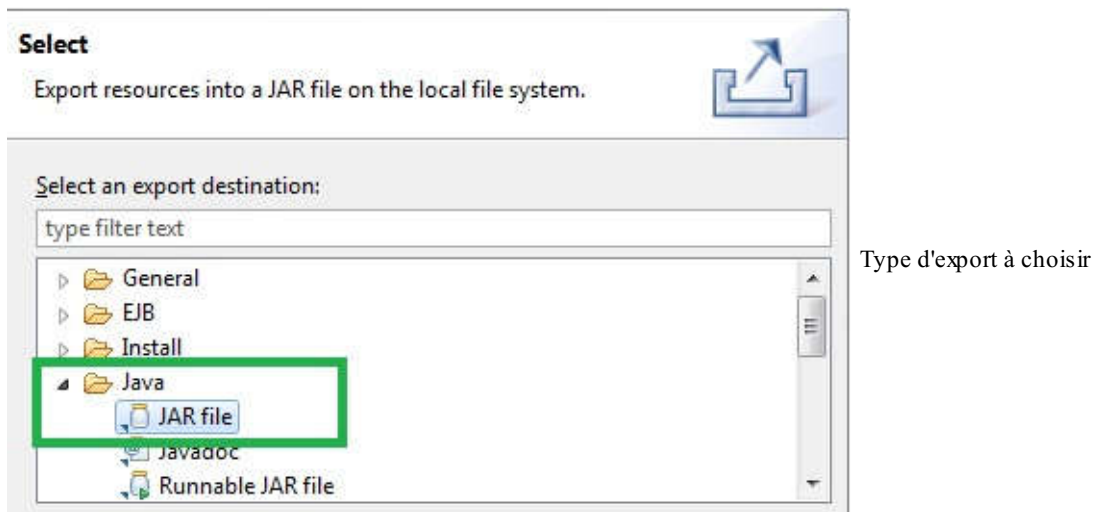 Select
Export resources into a JAR file on the local file system.
Select an export destination:
type filter text
General
EJB
Install
Java
JAR file
Javadoc
Runnable JAR file
Type d'export à choisir